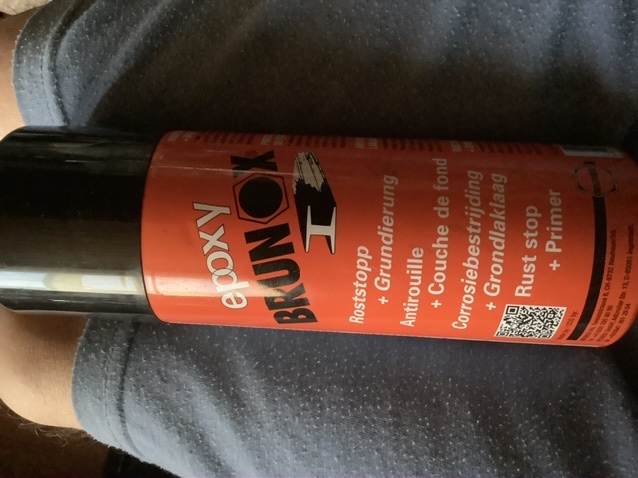 epoxy
BRUNOX
Roststopp
+ Grundierung
Antirouille
+ Couche de fond
Corrosiebestrijding
+ Grondlaklaag
Rust stop
+ Primer